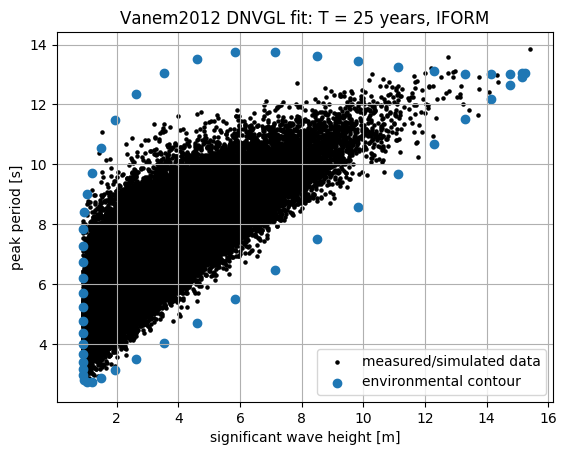 Vanem2012 DNVGL fit: T = 25 years, IFORM
14
12
10
8
6
4
peak period [s]
measured/simulated data
environmental contour
2
4
6
8
10
12
14
16
significant wave height [m]